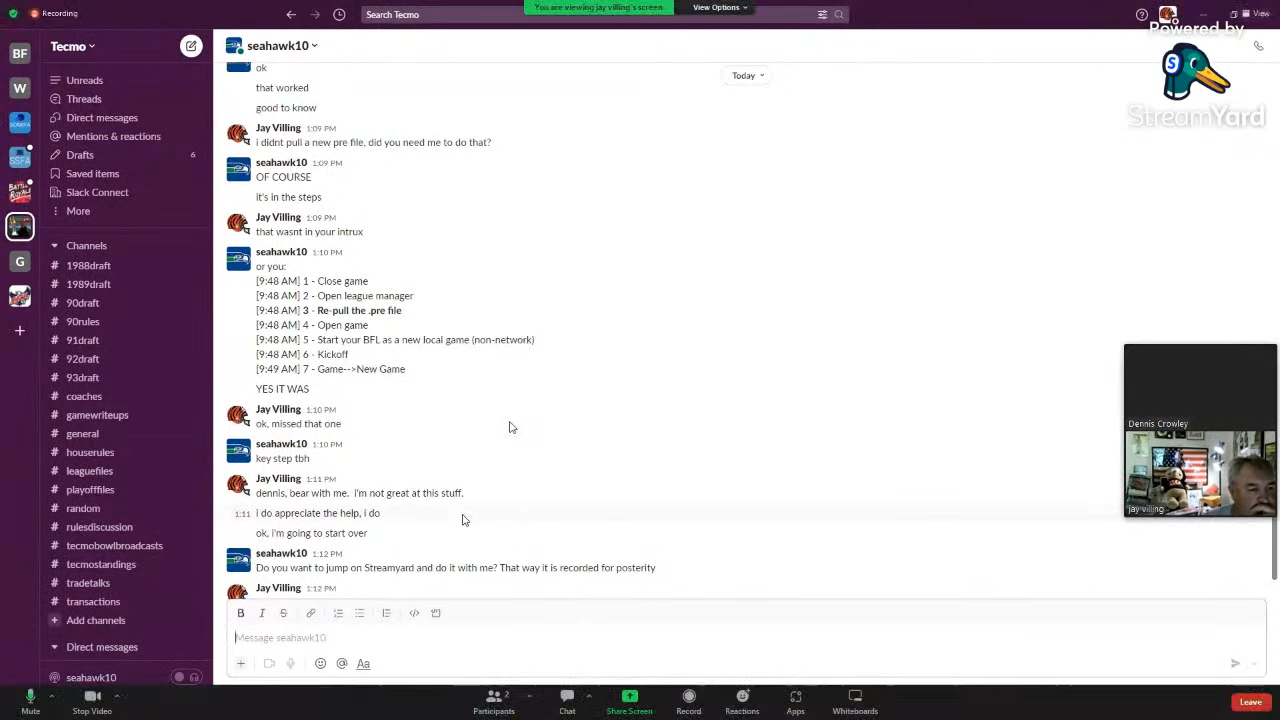 Recording
Search Tecmo
You are viewing jay villing's screen
View Options
View
Powered by
StreamYard
BF
W
G
SSFA
Tecmo
Unreads
Threads
Direct messages
Mentions & reactions
Drafts 6
Saved items
Slack Connect
More
Channels
# 1988draft
# 1989draft
# 90draft
# 90rules
# 91draft
# 92draft
# 93draft
# coaches
# gamewriteups
# general
# houserules
# leaguefiles
# playofffiles
# random
# rulesdiscussion
# tecmobowlbroadcasts
# tecmostandings
# tradetalks
# transactions
Add channels
Direct messages
seahawk10
seahawk10
Today
ok
that worked
good to know
Jay Villing 1:09 PM
i didnt pull a new pre file, did you need me to do that?
seahawk10 1:09 PM
OF COURSE
it's in the steps
Jay Villing 1:09 PM
that wasnt in your intrux
seahawk10 1:10 PM
or you:
[9:48 AM] 1 - Close game
[9:48 AM] 2 - Open league manager
[9:48 AM] 3 - Re-pull the .pre file
[9:48 AM] 4 - Open game
[9:48 AM] 5 - Start your BFL as a new local game (non-network)
[9:48 AM] 6 - Kickoff
[9:49 AM] 7 - Game-->New Game
YES IT WAS
Jay Villing 1:10 PM
ok, missed that one
seahawk10 1:10 PM
key step tbh
Jay Villing 1:11 PM
dennis, bear with me. i'm not great at this stuff.
1:11 i do appreciate the help, i do
ok, i'm going to start over
seahawk10 1:12 PM
Do you want to jump on Streamyard and do it with me? That way it is recorded for posterity
Jay Villing 1:12 PM
Message seahawk10
Dennis Crowley
jay villing
Mute
Stop Video
Participants 2
Chat
Share Screen
Record
Reactions
Apps
Whiteboards
Leave